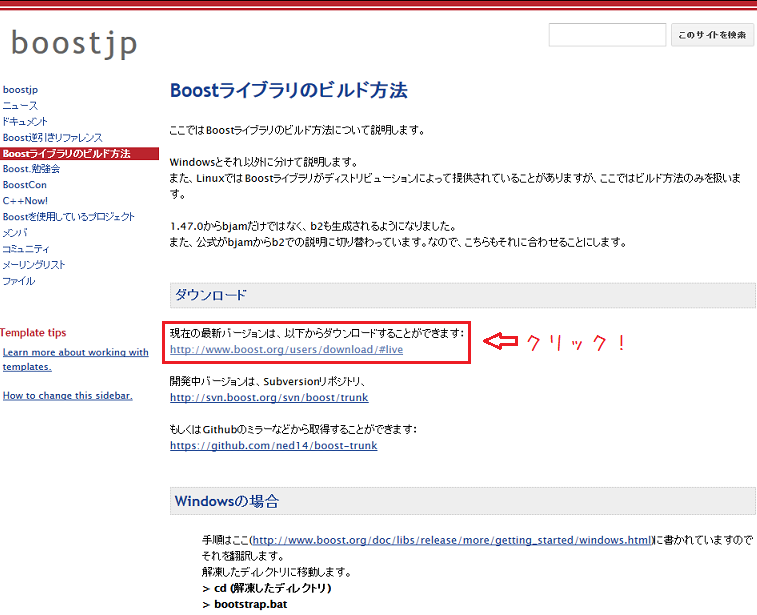 boostjp
このサイトを検索
boostjp
ニュース
ドキュメント
Boost逆引きリファレンス
Boostライブラリのビルド方法
Boost.勉強会
BoostCon
C++Now!
Boostを使用しているプロジェクト
メンバ
コミュニティ
メーリングリスト
ファイル
Template tips
Learn more about working with
templates.
How to change this sidebar.
Boostライブラリのビルド方法
ここではBoostライブラリのビルド方法について説明します。
Windowsとそれ以外に分けて説明します。
また、LinuxではBoostライブラリがディストリビューションによって提供されていることがありますが、ここではビルド方法のみを扱いま
す。
1.47.0からbjamだけではなく、b2も生成されるようになりました。
また、公式がbjamからb2での説明に切り替わっています。なので、こちらもそれに合わせることにします。
ダウンロード
現在の最新バージョンは、以下からダウンロードすることができます:
http://www.boost.org/users/download/#live
クリック！
開発中バージョンは、Subversionリポジトリ、
http://svn.boost.org/svn/boost/trunk
もしくはGithubのミラーなどから取得することができます:
https://github.com/ned14/boost-trunk
Windowsの場合
手順はここ(http://www.boost.org/doc/libs/release/more/getting_started/windows.html)に書かれていますので
それを翻訳します。
解凍したディレクトリに移動します。
> cd (解凍したディレクトリ)
> bootstrap.bat